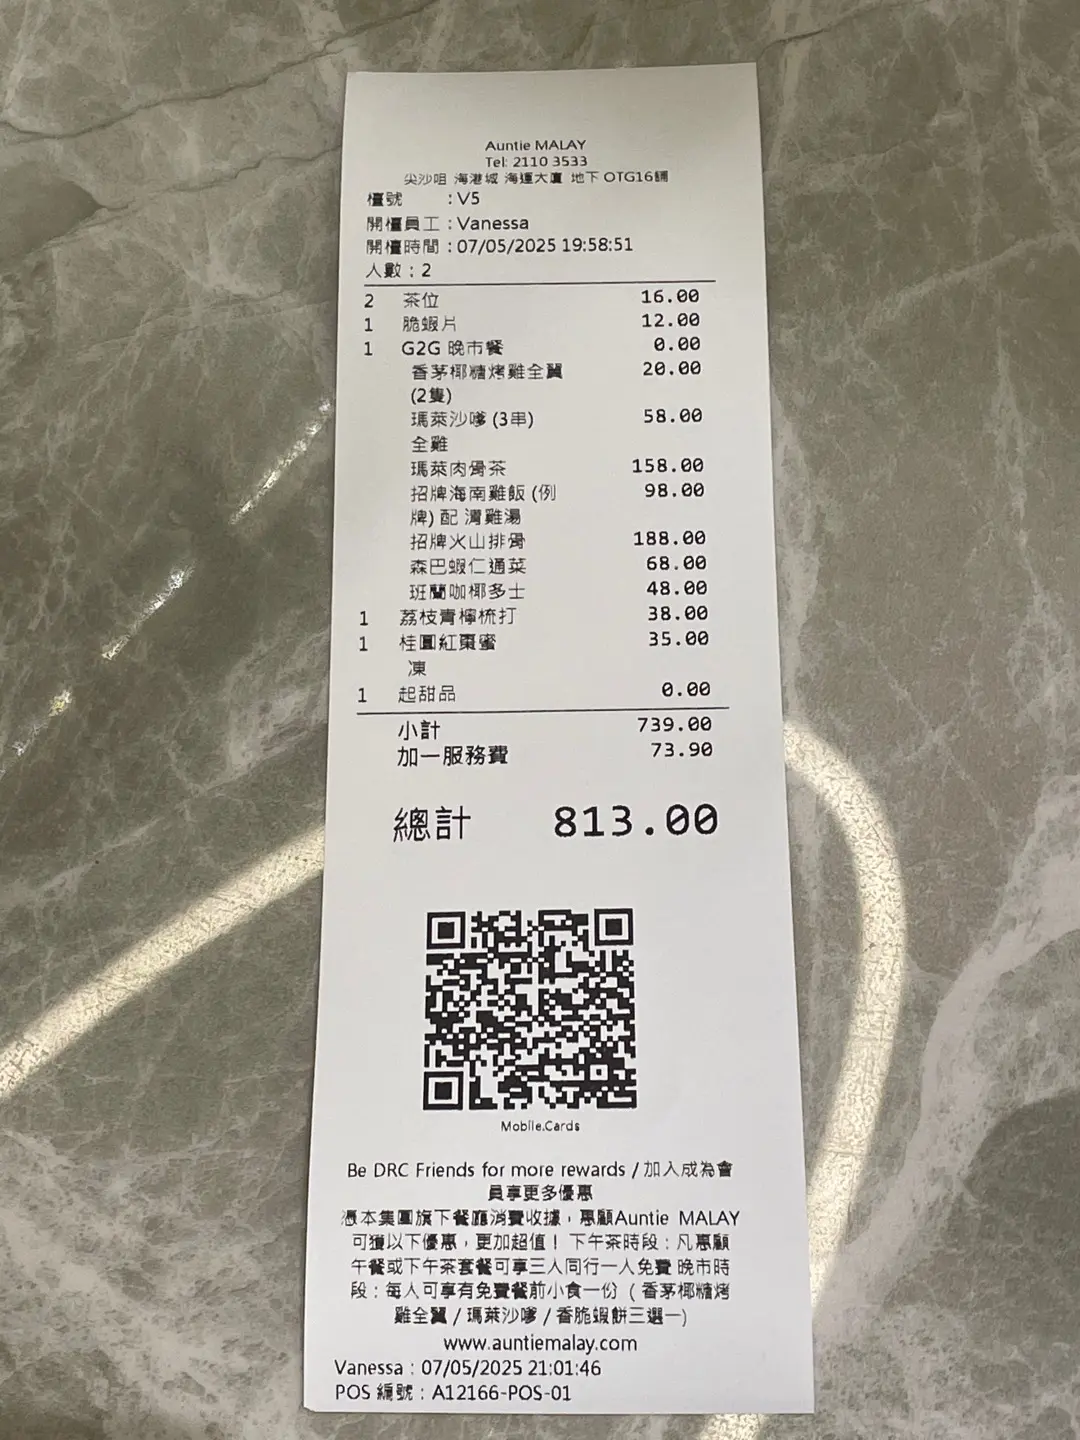 Auntie MALAY
Tel: 2110 3533
尖沙咀 海港城 海運大廈 地下 OTG16舖
檯號 : V5
開檯員工 : Vanessa
開檯時間 : 07/05/2025 19:58:51
人數 : 2
2 茶位 16.00
1 脆蝦片 12.00
1 G2G 晚市餐 0.00
香茅椰糖烤雞全翼 20.00
(2隻)
瑪萊沙嗲 (3串) 58.00
全雞
瑪萊肉骨茶 158.00
招牌海南雞飯 (例 98.00
牌) 配 清雞湯
招牌火山排骨 188.00
森巴蝦仁通菜 68.00
班蘭咖椰多士 48.00
1 荔枝青檸梳打 38.00
1 桂圓紅棗蜜 35.00
凍
1 起甜品 0.00
小計 739.00
加一服務費 73.90
總計 813.00
Mobile.Cards
Be DRC Friends for more rewards / 加入成為會
員享更多優惠
憑本集團旗下餐廳消費收據，惠顧Auntie MALAY
可獲以下優惠，更加超值！ 下午茶時段：凡惠顧
午餐或下午茶套餐可享三人同行一人免費 晚市時
段：每人可享有免費餐前小食一份 ( 香茅椰糖烤
雞全翼 / 瑪萊沙嗲 / 香脆蝦餅三選一)
www.auntiemalay.com
Vanessa : 07/05/2025 21:01:46
POS 編號 : A12166-POS-01